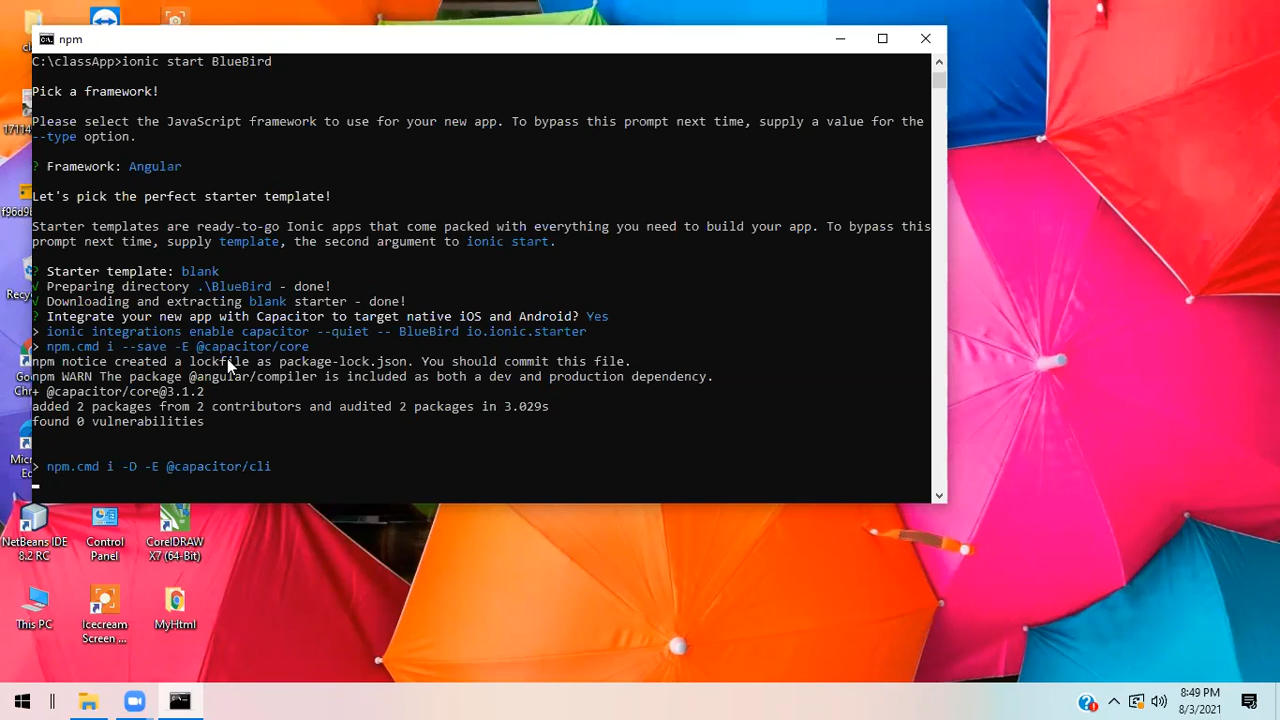 npm
C:\classApp>ionic start BlueBird
Pick a framework!
Please select the JavaScript framework to use for your new app. To bypass this prompt next time, supply a value for the
--type option.
? Framework: Angular
Let's pick the perfect starter template!
Starter templates are ready-to-go Ionic apps that come packed with everything you need to build your app. To bypass this
prompt next time, supply template, the second argument to ionic start.
? Starter template: blank
√ Preparing directory .\BlueBird - done!
√ Downloading and extracting blank starter - done!
? Integrate your new app with Capacitor to target native iOS and Android? Yes
> ionic integrations enable capacitor --quiet -- BlueBird io.ionic.starter
> npm.cmd i --save -E @capacitor/core
npm notice created a lockfile as package-lock.json. You should commit this file.
npm WARN The package @angular/compiler is included as both a dev and production dependency.
+ @capacitor/core@3.1.2
added 2 packages from 2 contributors and audited 2 packages in 3.029s
found 0 vulnerabilities
> npm.cmd i -D -E @capacitor/cli
cl
17114
f96d9b
Recy
Go
Chr
Micr
Ed
NetBeans IDE
8.2 RC
Control
Panel
CorelDRAW
X7 (64-Bit)
This PC
Icecream
Screen ...
MyHtml
8:49 PM
8/3/2021